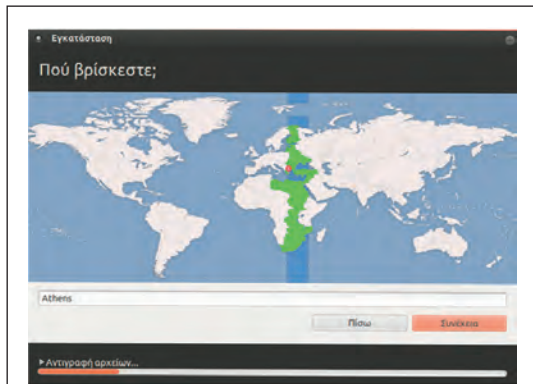 Εγκατάσταση
Πού βρίσκεστε;
Athens
Πίσω
Συνέχεια
Αντιγραφή αρχείων...